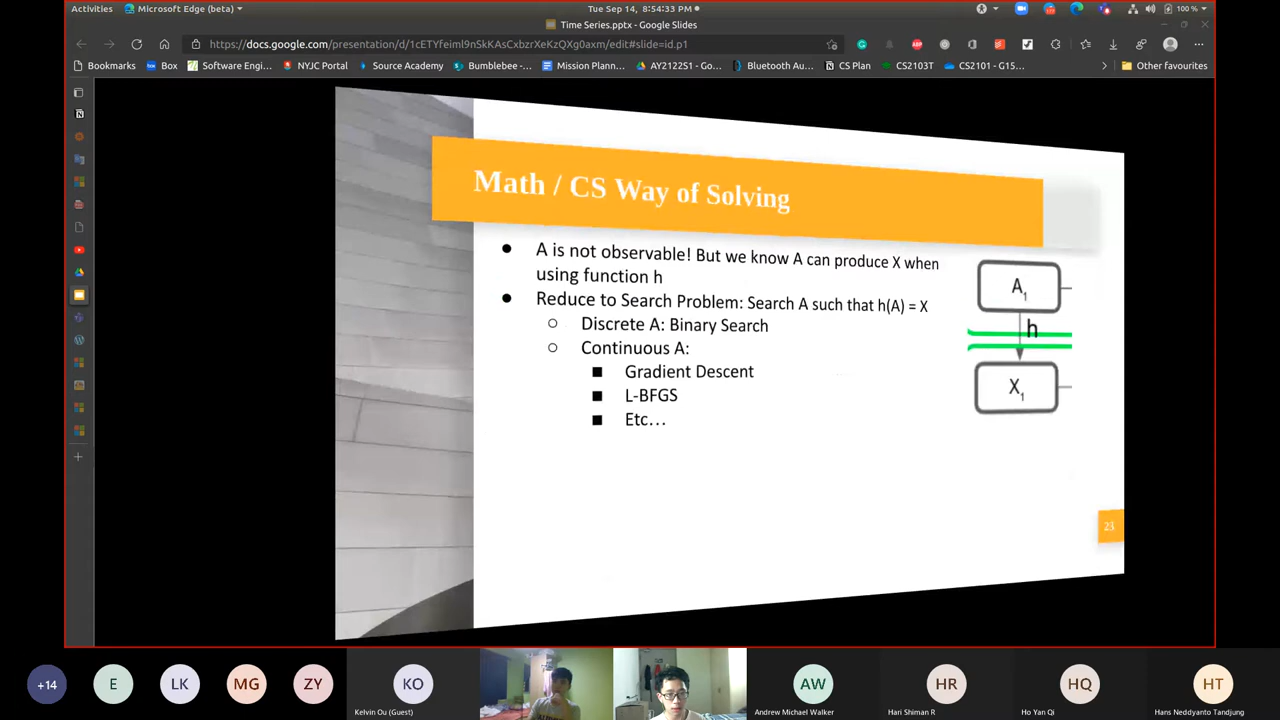 Activities Microsoft Edge (beta) Tue Sep 14, 8:54:33 PM 100 %
Time Series.pptx - Google Slides
https://docs.google.com/presentation/d/1cETYfeiml9nSkKAsCxbzrXeKzQXg0axm/edit#slide=id.p1
Bookmarks Box Software Engi... NYJC Portal Source Academy Bumblebee -... Mission Plann... AY2122S1 - Go... Bluetooth Au... CS Plan CS2103T CS2101 - G15... Other favourites
Math / CS Way of Solving
A is not observable! But we know A can produce X when
using function h
Reduce to Search Problem: Search A such that h(A) = X
Discrete A: Binary Search
Continuous A:
Gradient Descent
L-BFGS
Etc…
A1
h
X1
23
+14 E LK MG ZY KO AW HR HQ HT
Kelvin Ou (Guest) Andrew Michael Walker Hari Shiman R Ho Yan Qi Hans Neddyanto Tandjung